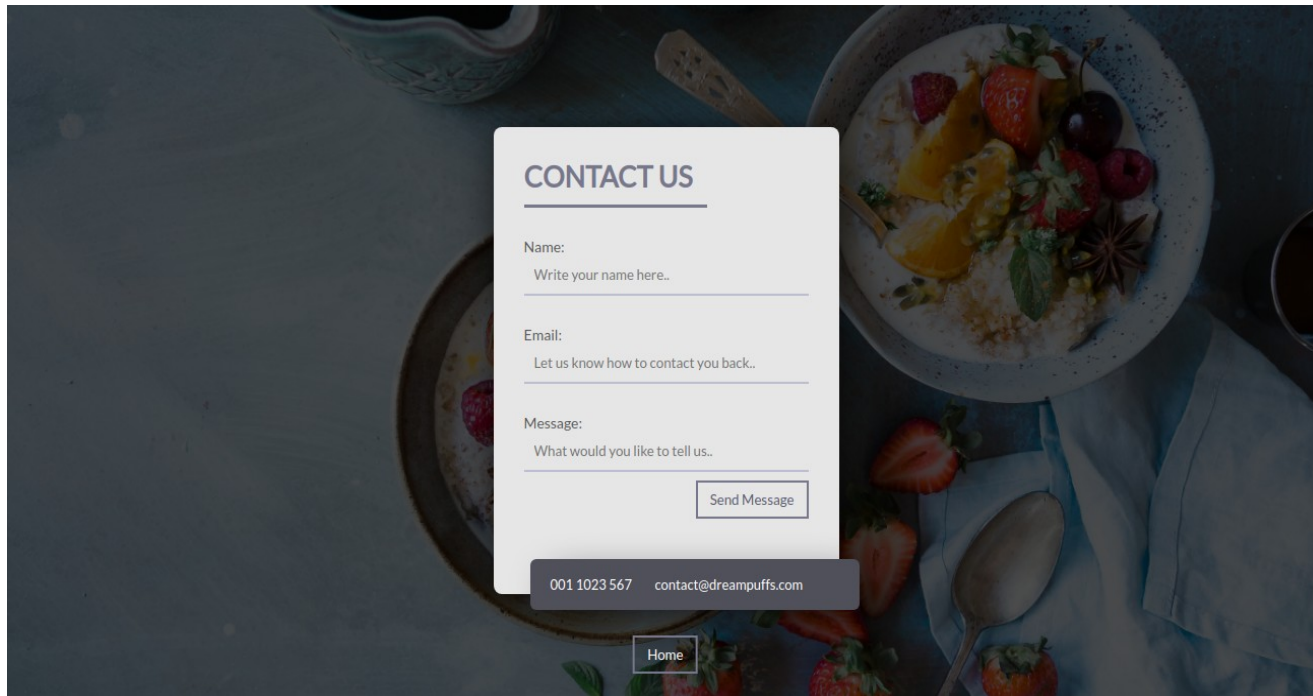 CONTACT US
Name:
Write your name here..
Email:
Let us know how to contact you back..
Message:
What would you like to tell us..
Send Message
001 1023 567 contact@dreampuffs.com
Home